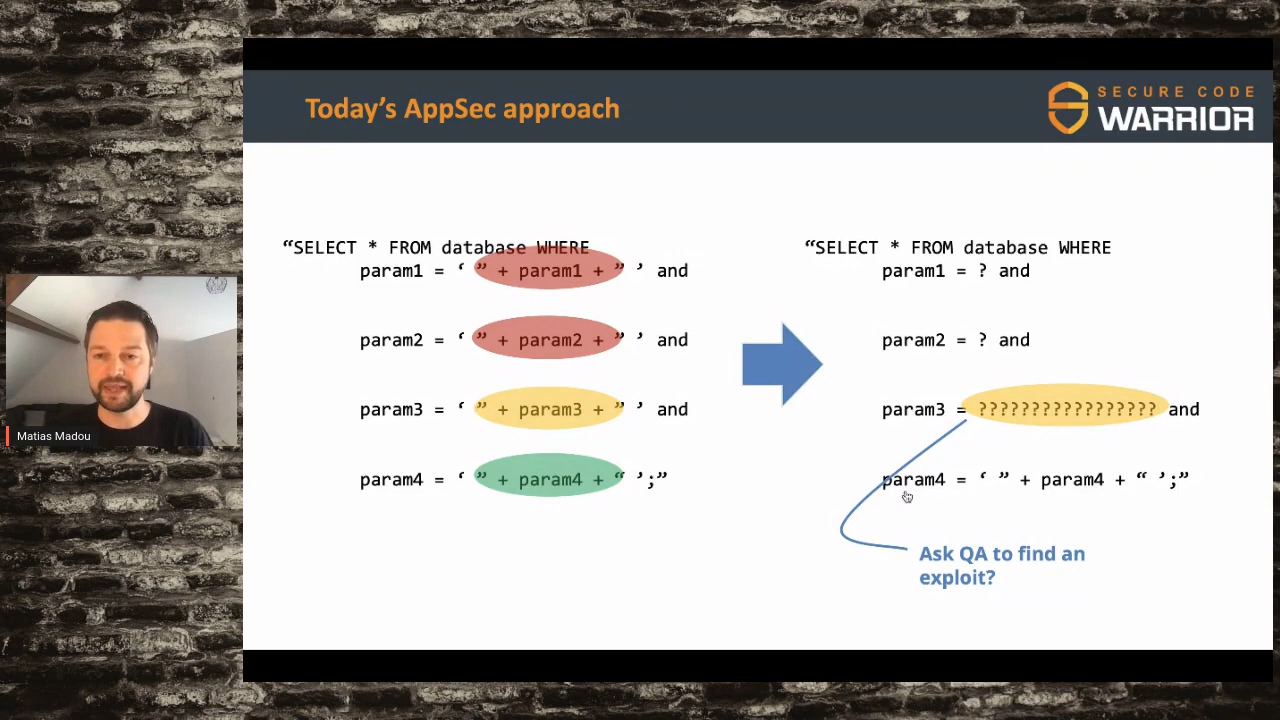 Today’s AppSec approach
SECURE CODE
WARRIOR
“SELECT * FROM database WHERE
param1 = ‘ ” + param1 + ” ’ and
param2 = ‘ ” + param2 + ” ’ and
param3 = ‘ ” + param3 + ” ’ and
param4 = ‘ ” + param4 + “ ’;”
“SELECT * FROM database WHERE
param1 = ? and
param2 = ? and
param3 = ????????????????? and
param4 = ‘ ” + param4 + “ ’;”
Ask QA to find an
exploit?
Matias Madou